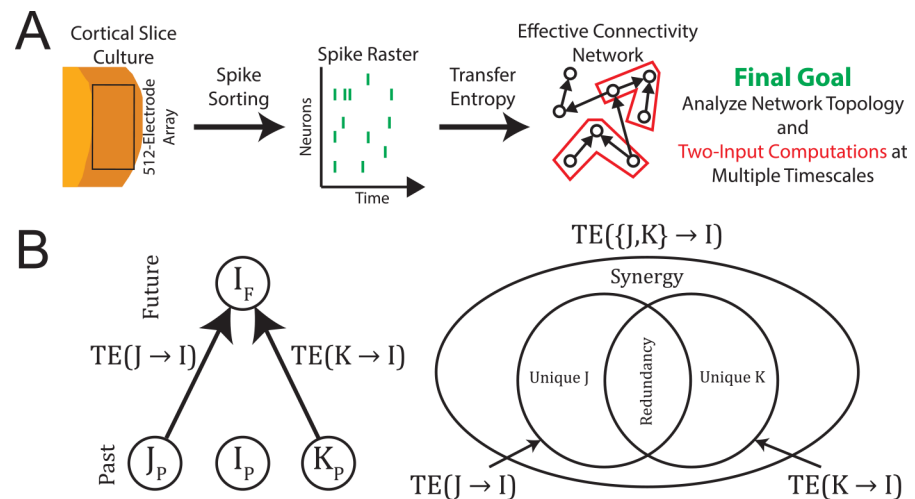 A
Cortical Slice
Culture
512-Electrode
Array
Spike
Sorting
Spike Raster
Neurons
Time
Transfer
Entropy
Effective Connectivity
Network
Final Goal
Analyze Network Topology
and
Two-Input Computations at
Multiple Timescales
B
Future
Past
I_F
TE(J → I)
TE(K → I)
J_P
I_P
K_P
TE({J,K} → I)
Synergy
Unique J
Redundancy
Unique K
TE(J → I)
TE(K → I)